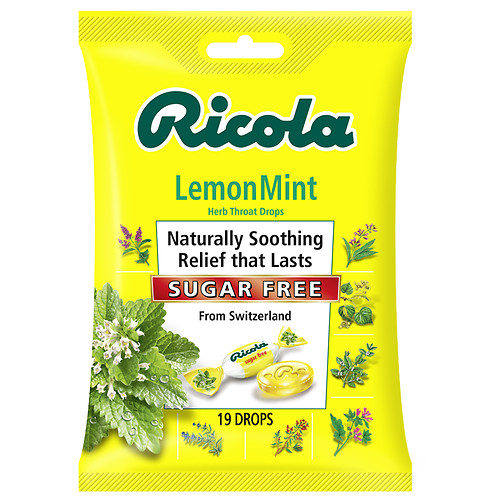 Ricola
LemonMint
Herb Throat Drops
Naturally Soothing
Relief that Lasts
SUGAR FREE
From Switzerland
Ricola
sugar free
19 DROPS